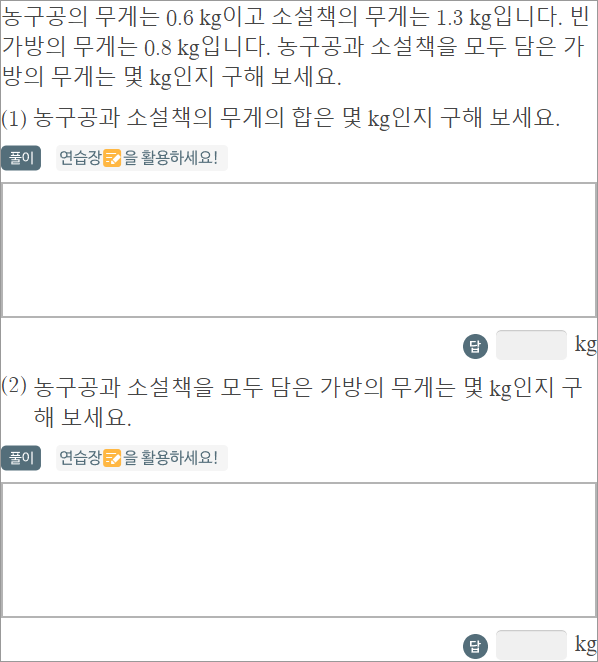 농구공의 무게는 0.6 kg이고 소설책의 무게는 1.3 kg입니다. 빈
가방의 무게는 0.8 kg입니다. 농구공과 소설책을 모두 담은 가
방의 무게는 몇 kg인지 구해 보세요.
(1) 농구공과 소설책의 무게의 합은 몇 kg인지 구해 보세요.
풀이 연습장을 활용하세요!
답 kg
(2) 농구공과 소설책을 모두 담은 가방의 무게는 몇 kg인지 구
해 보세요.
풀이 연습장을 활용하세요!
답 kg